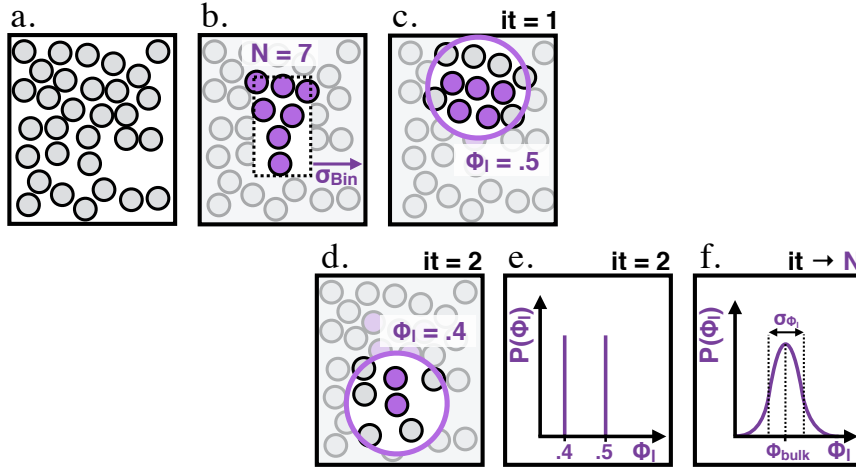 a.
b.
N = 7
σBin
c.
it = 1
Φl = .5
d.
it = 2
Φl = .4
e.
it = 2
P(Φl)
.4
.5
Φl
f.
it → N
P(Φl)
σΦl
Φbulk
Φl